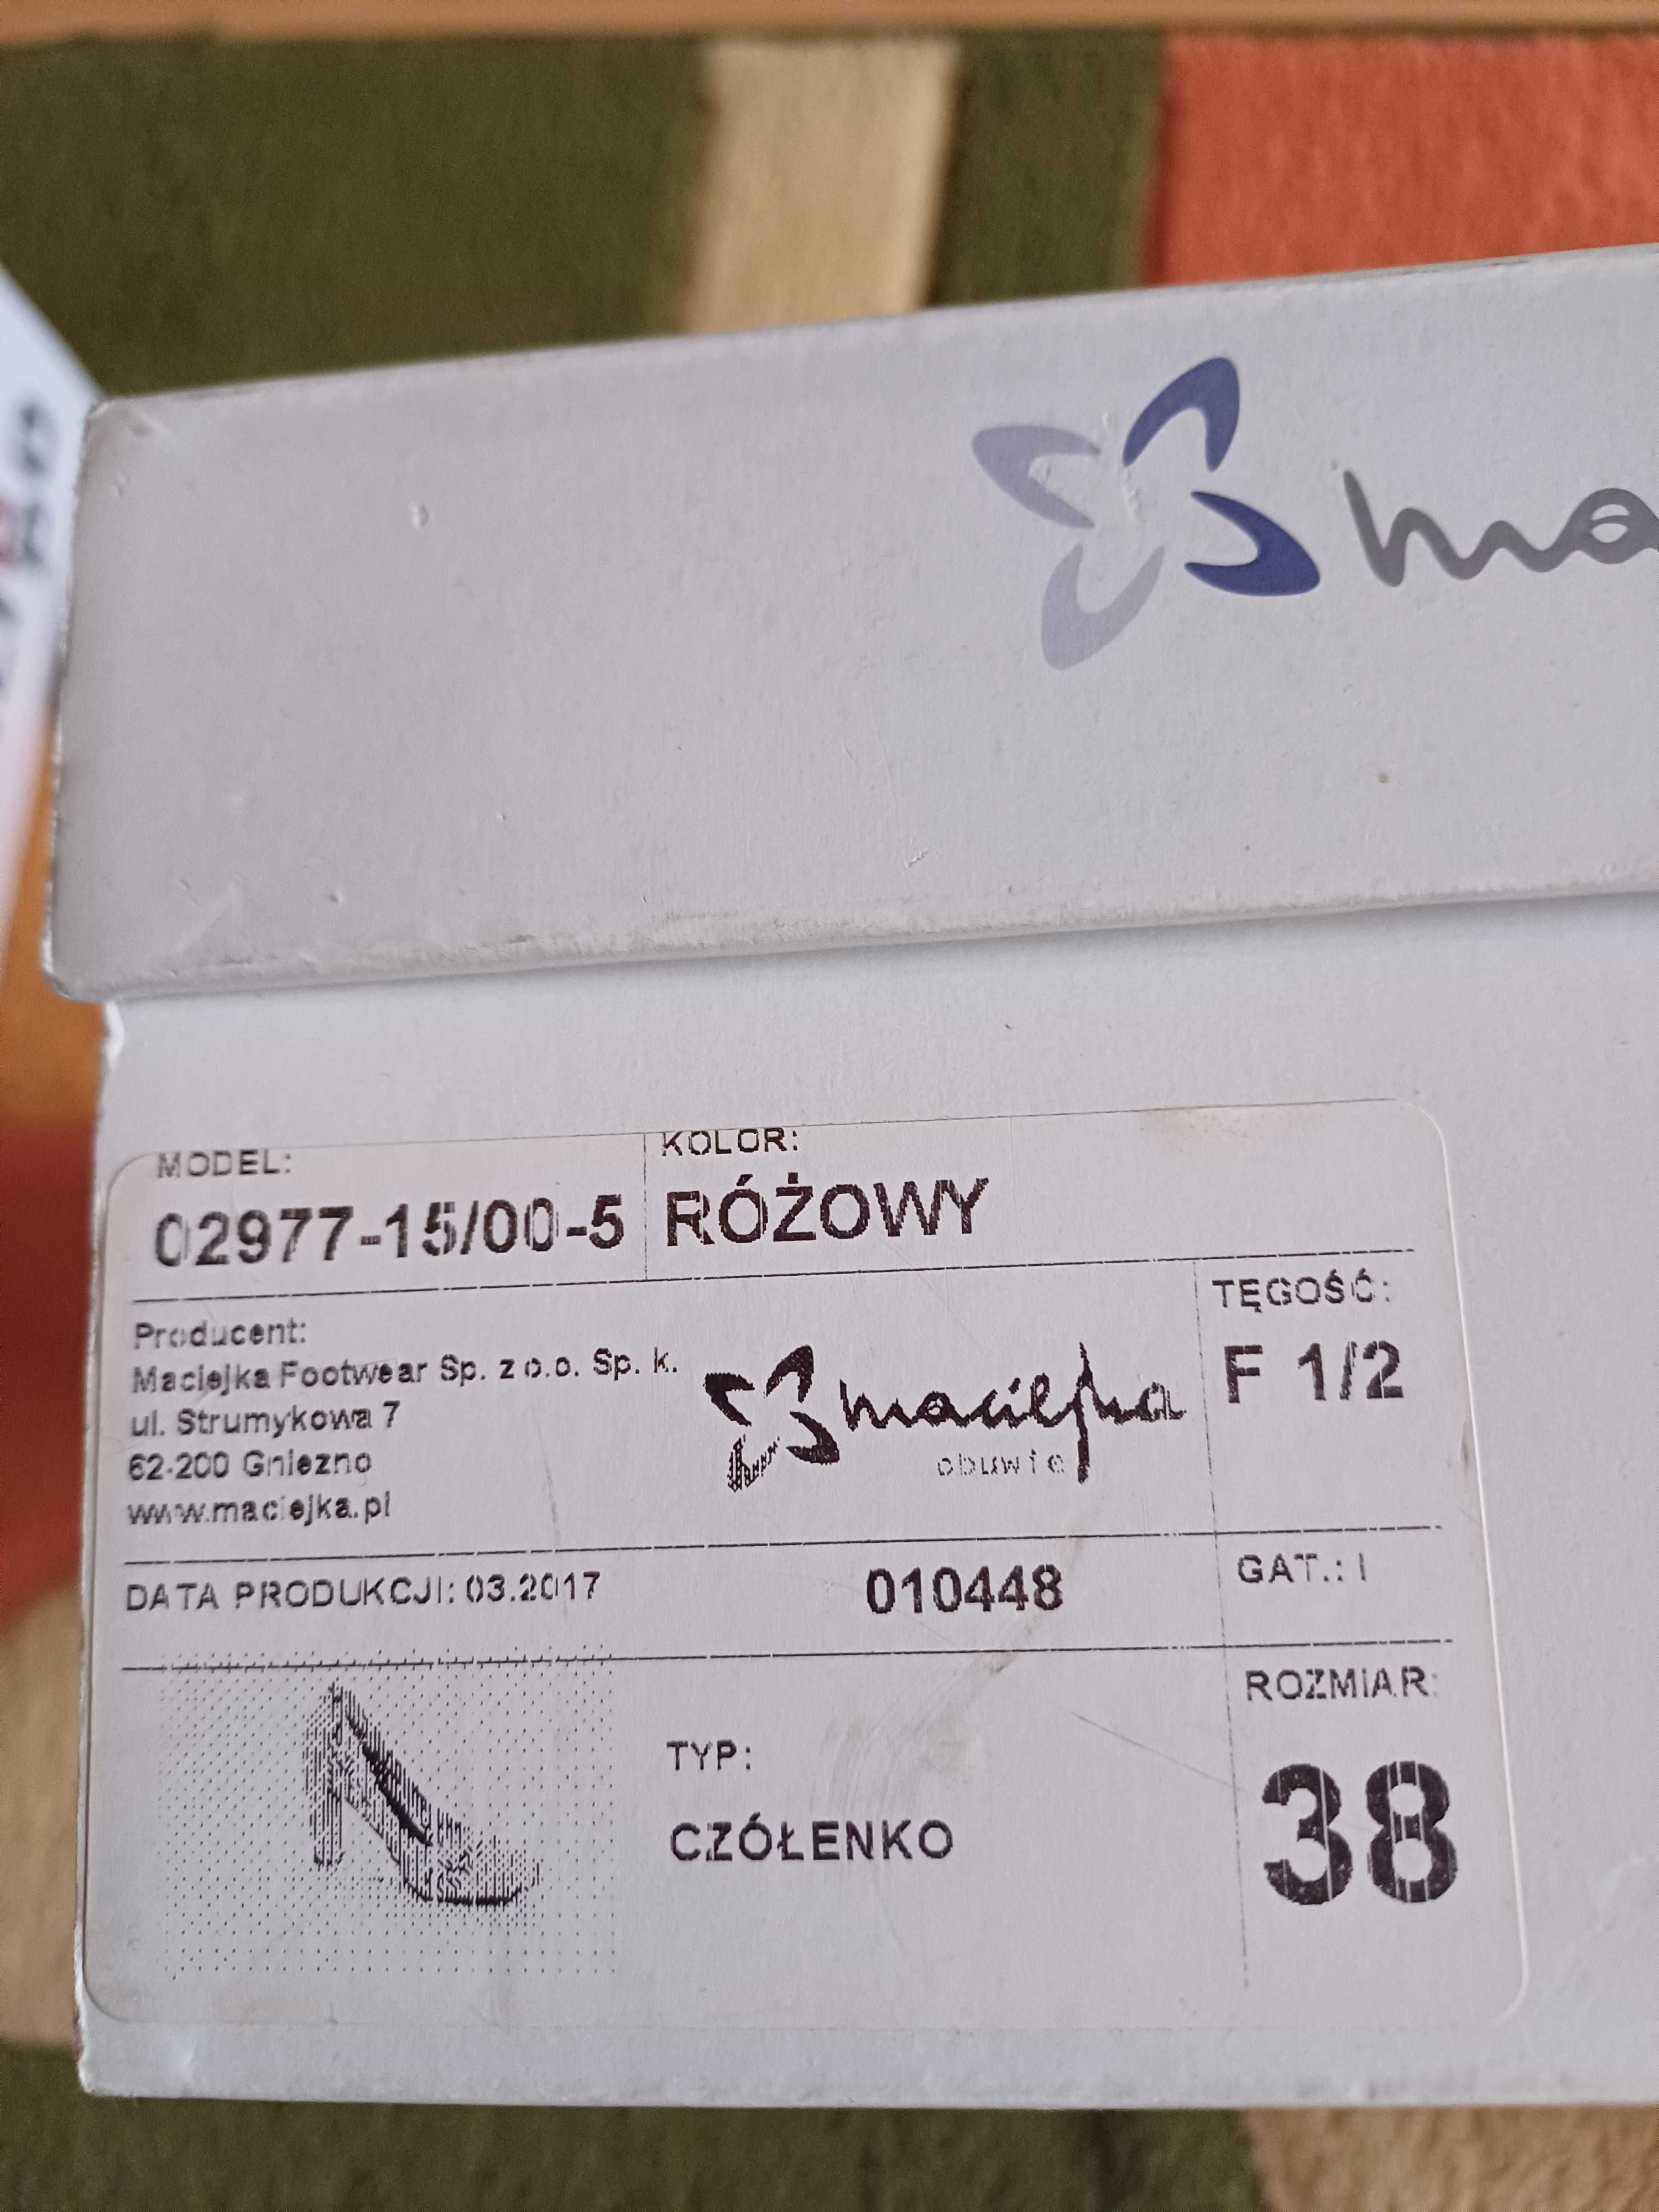 ma
MODEL:
KOLOR:
02977-15/00-5
RÓŻOWY
Producent:
Maciejka Footwear Sp. z o.o. Sp. k.
ul. Strumykowa 7
62-200 Gniezno
www.maciejka.pl
maciejka
obuwie
TĘGOŚĆ:
F 1/2
DATA PRODUKCJI: 03.2017
010448
GAT.: I
TYP:
CZÓŁENKO
ROZMIAR:
38